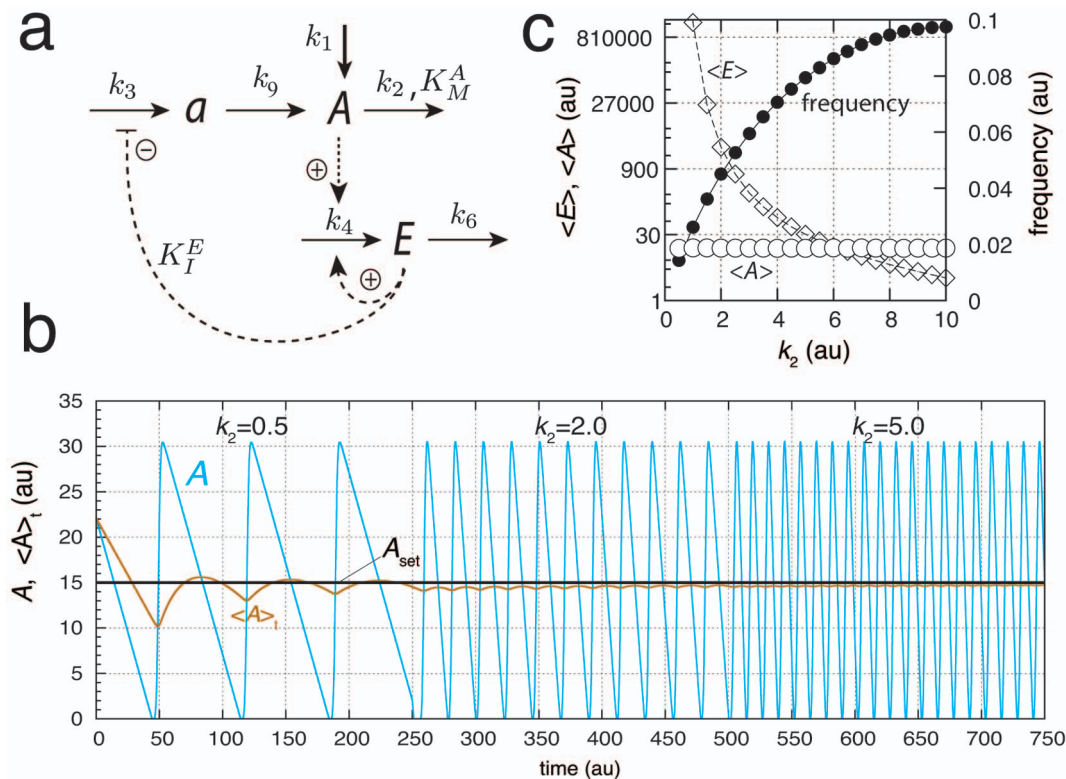 a
k₁
k₃
a
k₉
A
k₂, K_M^A
⊖
⊕
k₄
E
k₆
⊕
K_I^E
c
810000
27000
900
30
1
<E>, <A> (au)
<E>
frequency
<A>
0.1
0.08
0.06
0.04
0.02
0
frequency (au)
0 2 4 6 8 10
k₂ (au)
b
35
30
25
20
15
10
5
0
A, <A>ₜ (au)
k₂=0.5
k₂=2.0
k₂=5.0
A
A_set
<A>ₜ
0 50 100 150 200 250 300 350 400 450 500 550 600 650 700 750
time (au)